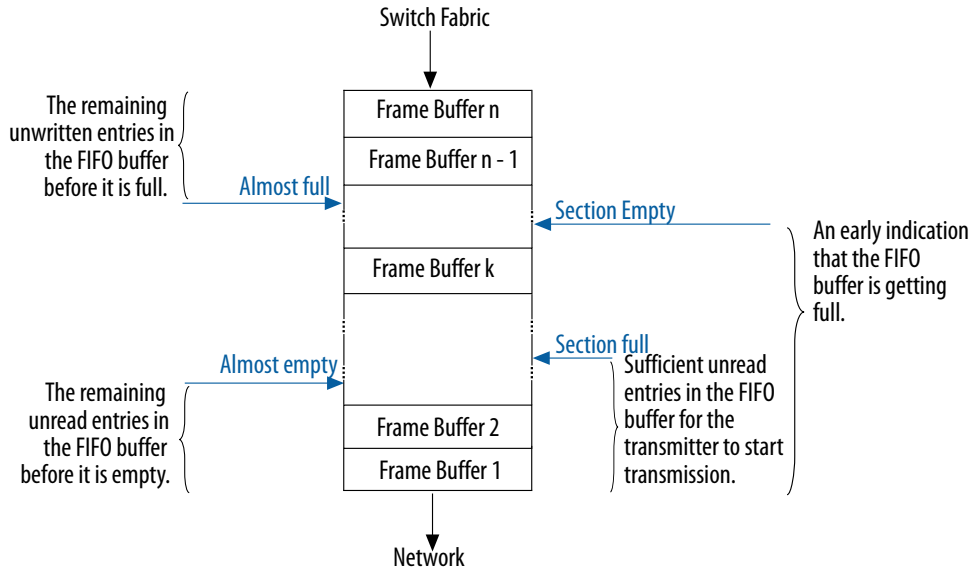 Switch Fabric
Frame Buffer n
The remaining
unwritten entries in
the FIFO buffer
before it is full.
Frame Buffer n - 1
Almost full
Section Empty
An early indication
that the FIFO
buffer is getting
full.
Frame Buffer k
Section full
Almost empty
Sufficient unread
entries in the FIFO
buffer for the
transmitter to start
transmission.
The remaining
unread entries in
the FIFO buffer
before it is empty.
Frame Buffer 2
Frame Buffer 1
Network